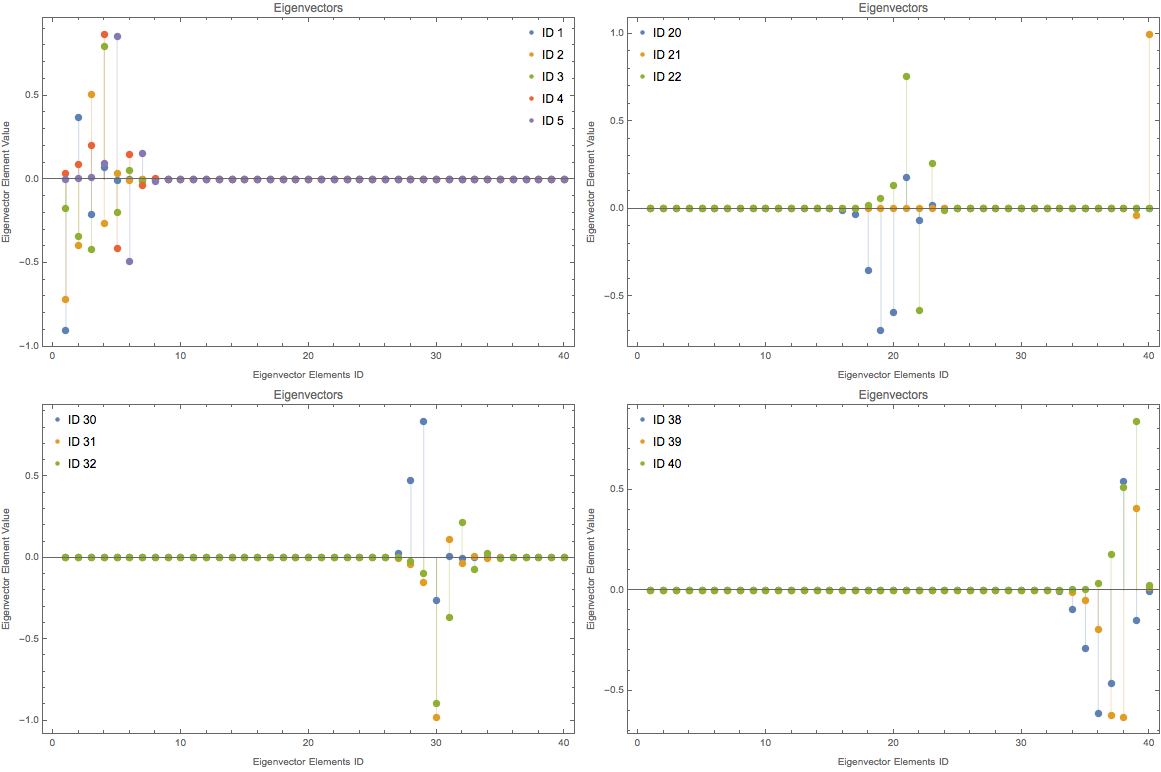 Eigenvectors
ID 1
ID 2
ID 3
ID 4
ID 5
Eigenvector Element Value
0.5
0.0
−0.5
−1.0
0 10 20 30 40
Eigenvector Elements ID
Eigenvectors
ID 20
ID 21
ID 22
Eigenvector Element Value
1.0
0.5
0.0
−0.5
0 10 20 30 40
Eigenvector Elements ID
Eigenvectors
ID 30
ID 31
ID 32
Eigenvector Element Value
0.5
0.0
−0.5
−1.0
0 10 20 30 40
Eigenvector Elements ID
Eigenvectors
ID 38
ID 39
ID 40
Eigenvector Element Value
0.5
0.0
−0.5
0 10 20 30 40
Eigenvector Elements ID